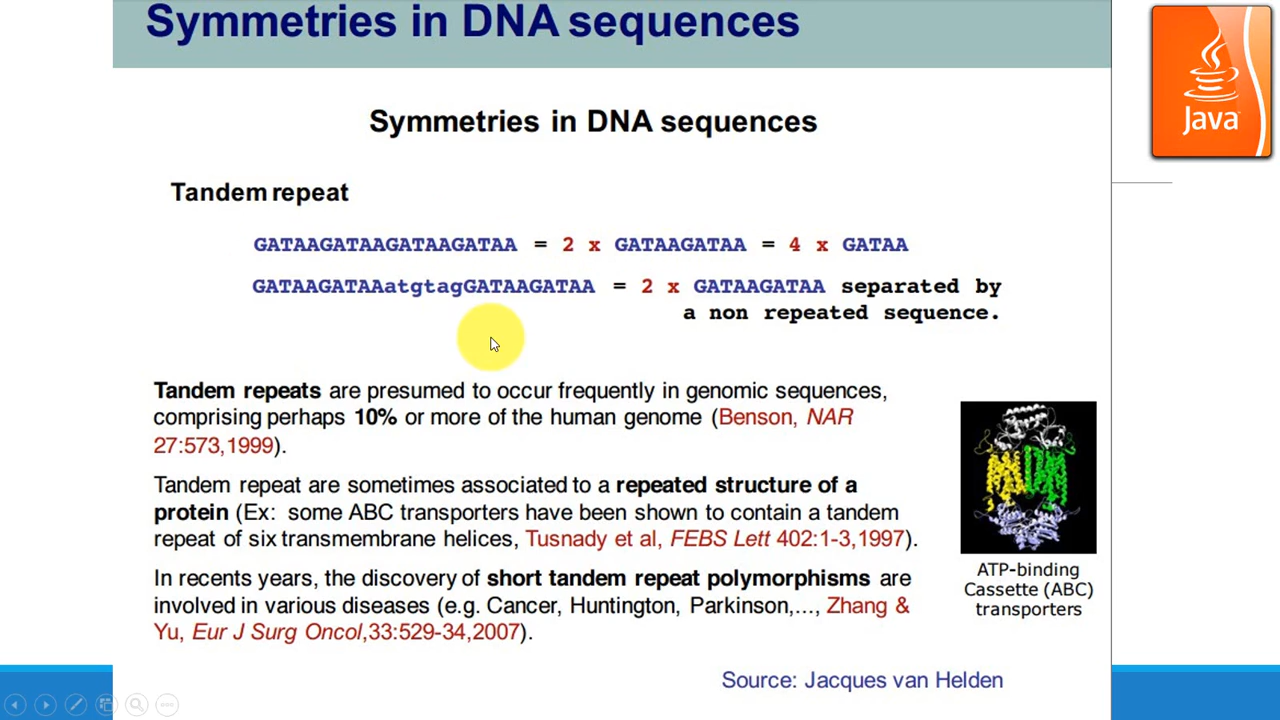 Symmetries in DNA sequences
Java
Symmetries in DNA sequences
Tandem repeat
GATAAGATAAGATAAGATAA = 2 x GATAAGATAA = 4 x GATAA
GATAAGATAAatgtagGATAAGATAA = 2 x GATAAGATAA separated by
a non repeated sequence.
Tandem repeats are presumed to occur frequently in genomic sequences,
comprising perhaps 10% or more of the human genome (Benson, NAR
27:573,1999).
Tandem repeat are sometimes associated to a repeated structure of a
protein (Ex: some ABC transporters have been shown to contain a tandem
repeat of six transmembrane helices, Tusnady et al, FEBS Lett 402:1-3,1997).
In recents years, the discovery of short tandem repeat polymorphisms are
involved in various diseases (e.g. Cancer, Huntington, Parkinson,..., Zhang &
Yu, Eur J Surg Oncol,33:529-34,2007).
ATP-binding
Cassette (ABC)
transporters
Source: Jacques van Helden